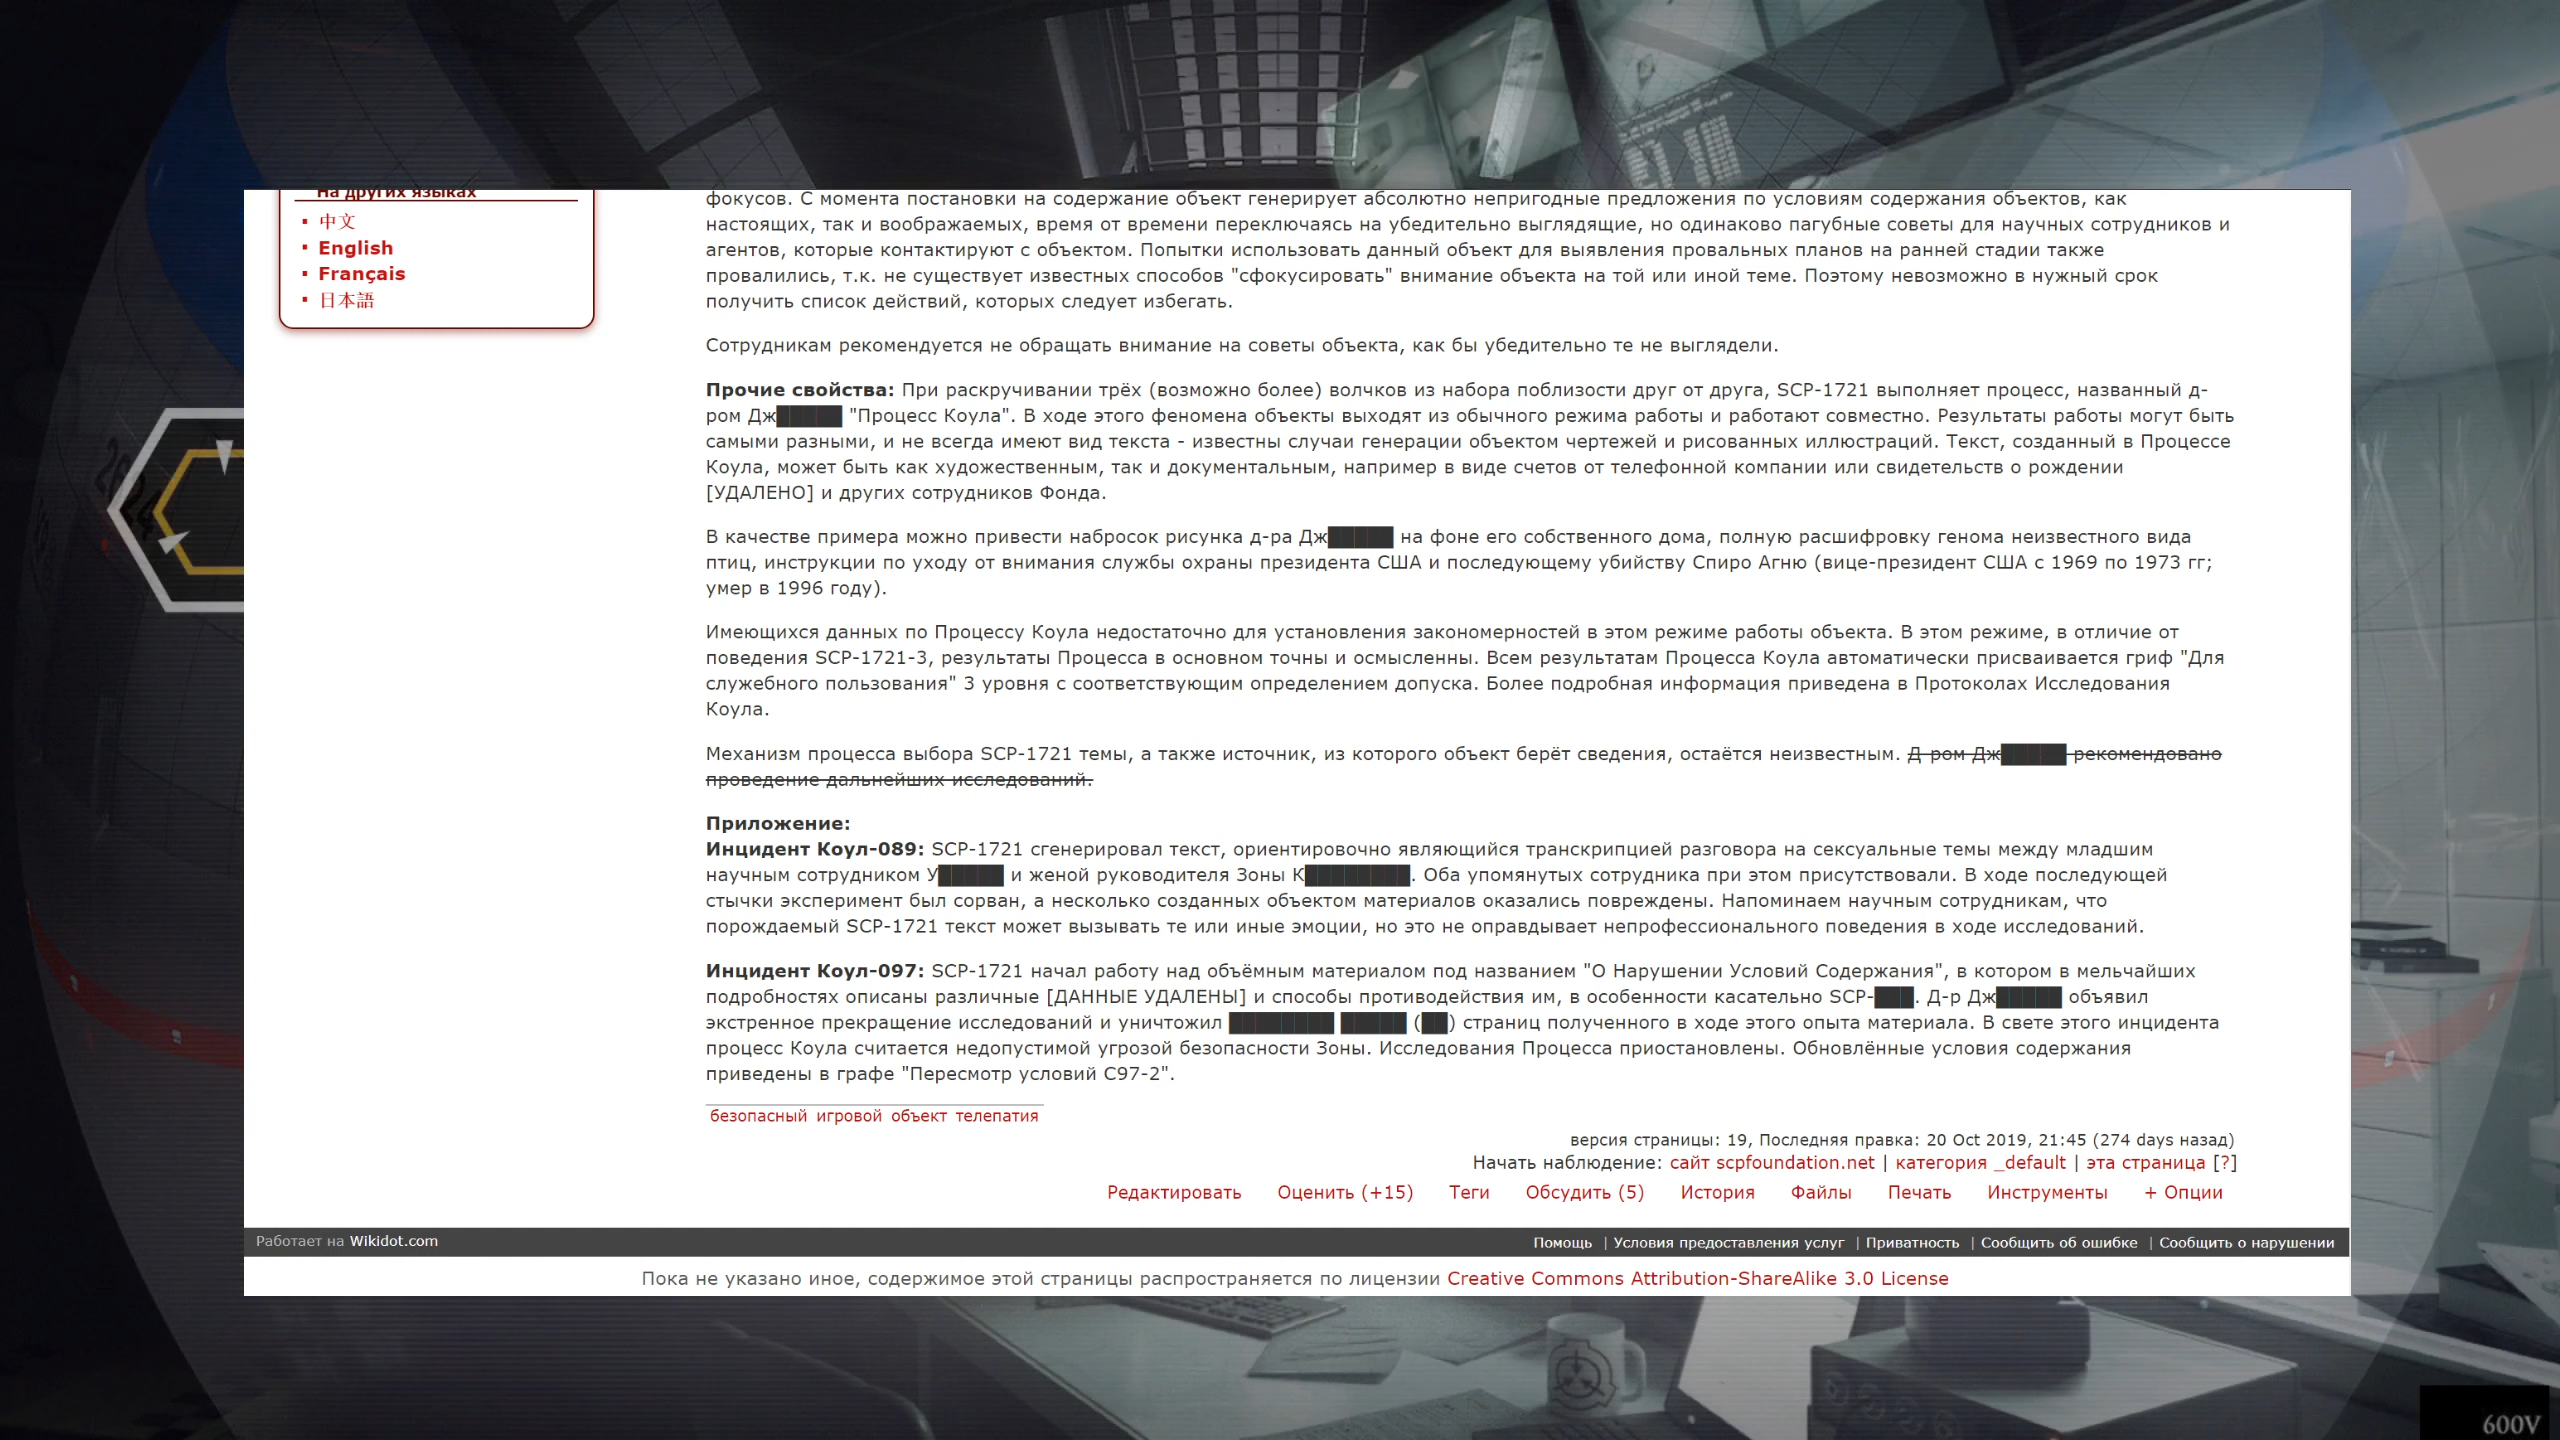 На других языках
中文
English
Français
日本語
фокусов. С момента постановки на содержание объект генерирует абсолютно непригодные предложения по условиям содержания объектов, как
настоящих, так и воображаемых, время от времени переключаясь на убедительно выглядящие, но одинаково пагубные советы для научных сотрудников и
агентов, которые контактируют с объектом. Попытки использовать данный объект для выявления провальных планов на ранней стадии также
провалились, т.к. не существует известных способов "сфокусировать" внимание объекта на той или иной теме. Поэтому невозможно в нужный срок
получить список действий, которых следует избегать.
Сотрудникам рекомендуется не обращать внимание на советы объекта, как бы убедительно те не выглядели.
Прочие свойства: При раскручивании трёх (возможно более) волчков из набора поблизости друг от друга, SCP-1721 выполняет процесс, названный д-
ром Дж█████ "Процесс Коула". В ходе этого феномена объекты выходят из обычного режима работы и работают совместно. Результаты работы могут быть
самыми разными, и не всегда имеют вид текста - известны случаи генерации объектом чертежей и рисованных иллюстраций. Текст, созданный в Процессе
Коула, может быть как художественным, так и документальным, например в виде счетов от телефонной компании или свидетельств о рождении
[УДАЛЕНО] и других сотрудников Фонда.
В качестве примера можно привести набросок рисунка д-ра Дж█████ на фоне его собственного дома, полную расшифровку генома неизвестного вида
птиц, инструкции по уходу от внимания службы охраны президента США и последующему убийству Спиро Агню (вице-президент США с 1969 по 1973 гг;
умер в 1996 году).
Имеющихся данных по Процессу Коула недостаточно для установления закономерностей в этом режиме работы объекта. В этом режиме, в отличие от
поведения SCP-1721-3, результаты Процесса в основном точны и осмысленны. Всем результатам Процесса Коула автоматически присваивается гриф "Для
служебного пользования" 3 уровня с соответствующим определением допуска. Более подробная информация приведена в Протоколах Исследования
Коула.
Механизм процесса выбора SCP-1721 темы, а также источник, из которого объект берёт сведения, остаётся неизвестным. Д-ром Дж█████ рекомендовано
проведение дальнейших исследований.
Приложение:
Инцидент Коул-089: SCP-1721 сгенерировал текст, ориентировочно являющийся транскрипцией разговора на сексуальные темы между младшим
научным сотрудником У█████ и женой руководителя Зоны К████████. Оба упомянутых сотрудника при этом присутствовали. В ходе последующей
стычки эксперимент был сорван, а несколько созданных объектом материалов оказались повреждены. Напоминаем научным сотрудникам, что
порождаемый SCP-1721 текст может вызывать те или иные эмоции, но это не оправдывает непрофессионального поведения в ходе исследований.
Инцидент Коул-097: SCP-1721 начал работу над объёмным материалом под названием "О Нарушении Условий Содержания", в котором в мельчайших
подробностях описаны различные [ДАННЫЕ УДАЛЕНЫ] и способы противодействия им, в особенности касательно SCP-███. Д-р Дж█████ объявил
экстренное прекращение исследований и уничтожил ████████ █████ (██) страниц полученного в ходе этого опыта материала. В свете этого инцидента
процесс Коула считается недопустимой угрозой безопасности Зоны. Исследования Процесса приостановлены. Обновлённые условия содержания
приведены в графе "Пересмотр условий С97-2".
безопасный игровой объект телепатия
версия страницы: 19, Последняя правка: 20 Oct 2019, 21:45 (274 days назад)
Начать наблюдение: сайт scpfoundation.net | категория _default | эта страница [?]
Редактировать Оценить (+15) Теги Обсудить (5) История Файлы Печать Инструменты + Опции
Работает на Wikidot.com
Помощь | Условия предоставления услуг | Приватность | Сообщить об ошибке | Сообщить о нарушении
Пока не указано иное, содержимое этой страницы распространяется по лицензии Creative Commons Attribution-ShareAlike 3.0 License
600V